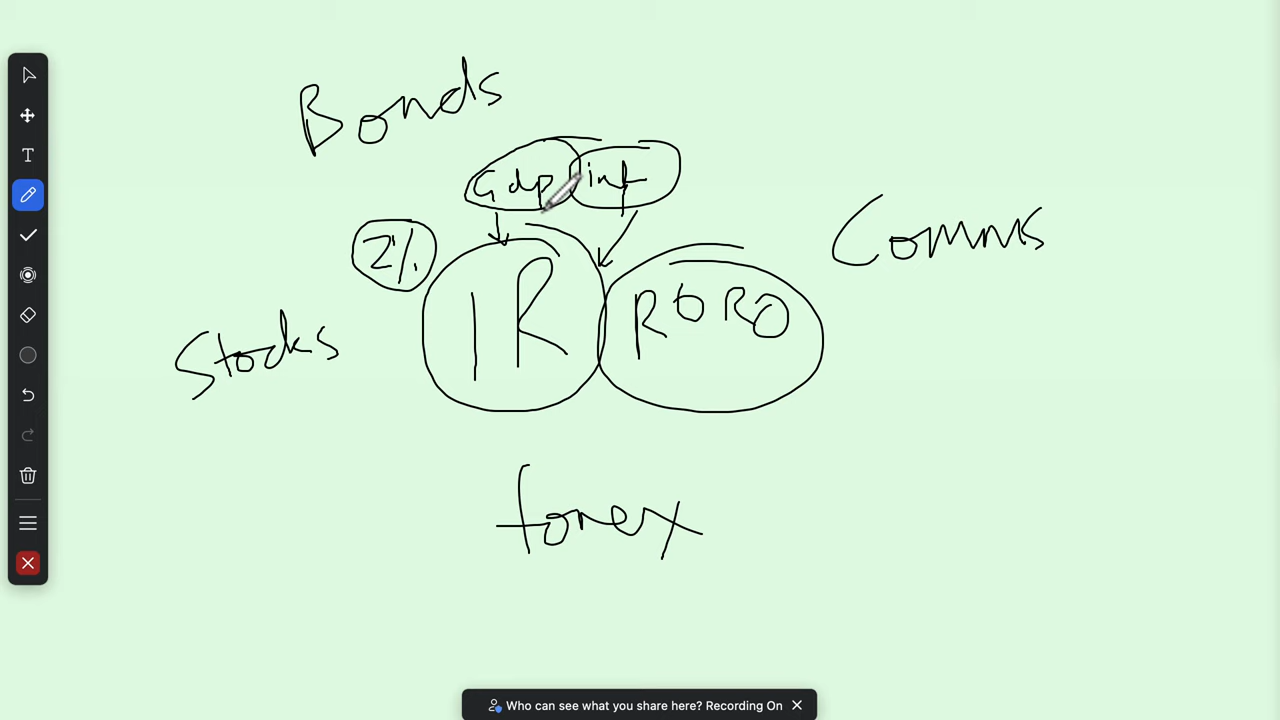 Bonds
Gdp inf
2%
Comms
IR
RORO
Stocks
forex
T
Who can see what you share here? Recording On